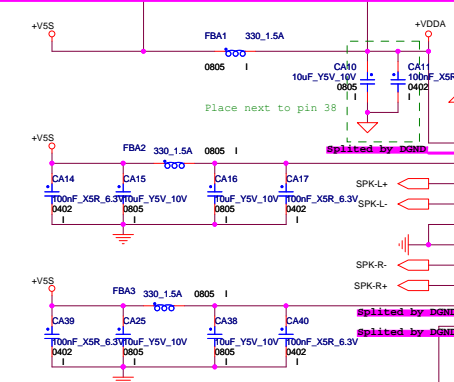 +V5S
FBA1 330_1.5A
+VDDA
0805 I
CA10
CA11
10uF_Y5V_10V
100nF_X5R
0805
0402
I
I
Place next to pin 38
Splited by DGND
+V5S
FBA2 330_1.5A 0805 I
CA14
CA15
CA16
CA17
100nF_X5R_6.3V
10uF_Y5V_10V
10uF_Y5V_10V
100nF_X5R_6.3V
0402
0805
0805
0402
I
I
I
I
SPK-L+
SPK-L-
SPK-R-
SPK-R+
+V5S
FBA3 330_1.5A 0805 I
Splited by DGND
Splited by DGND
CA39
CA25
CA38
CA40
100nF_X5R_6.3V
10uF_Y5V_10V
10uF_Y5V_10V
100nF_X5R_6.3V
0402
0805
0805
0402
I
I
I
I